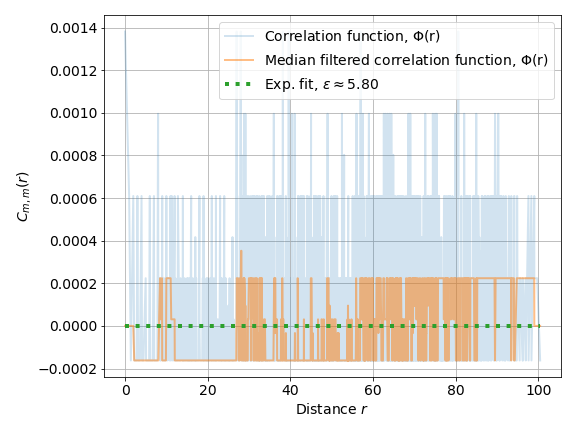 0.0014
0.0012
0.0010
0.0008
0.0006
0.0004
0.0002
0.0000
−0.0002
C_{m,m}(r)
Correlation function, Φ(r)
Median filtered correlation function, Φ(r)
Exp. fit, ε ≈ 5.80
0 20 40 60 80 100
Distance r